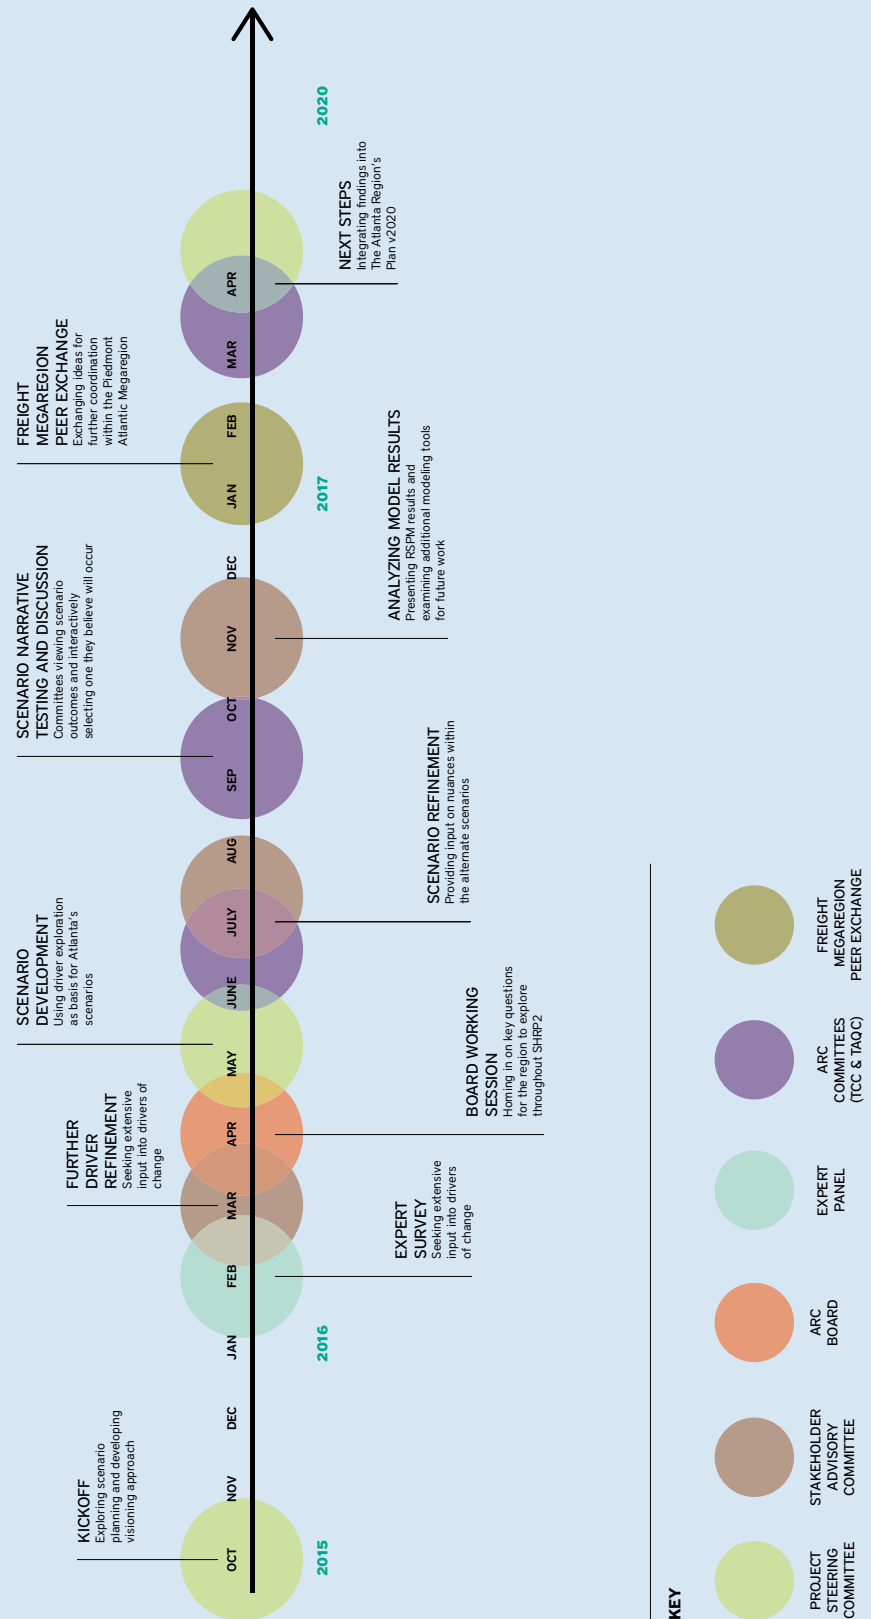 KICKOFF
Exploring scenario
planning and developing
visioning approach
FURTHER
DRIVER
REFINEMENT
Seeking extensive
input into drivers of
change
SCENARIO
DEVELOPMENT
Using driver exploration
as basis for Atlanta's
scenarios
SCENARIO NARRATIVE
TESTING AND DISCUSSION
Committees viewing scenario
outcomes and interactively
selecting one they believe will occur
FREIGHT
MEGAREGION
PEER EXCHANGE
Exchanging ideas for
further coordination
within the Piedmont
Atlantic Megaregion
OCT
NOV
DEC
JAN
FEB
MAR
APR
MAY
JUNE
JULY
AUG
SEP
OCT
NOV
DEC
JAN
FEB
MAR
APR
2015
2016
2017
2020
EXPERT
SURVEY
Seeking extensive
input into drivers
of change
BOARD WORKING
SESSION
Homing in on key questions
for the region to explore
throughout SHRP2
SCENARIO REFINEMENT
Providing input on nuances within
the alternate scenarios
ANALYZING MODEL RESULTS
Presenting RSPM results and
examining additional modeling tools
for future work
NEXT STEPS
Integrating findings into
The Atlanta Region's
Plan v2020
KEY
PROJECT
STEERING
COMMITTEE
STAKEHOLDER
ADVISORY
COMMITTEE
ARC
BOARD
EXPERT
PANEL
ARC
COMMITTEES
(TCC & TAQC)
FREIGHT
MEGAREGION
PEER EXCHANGE